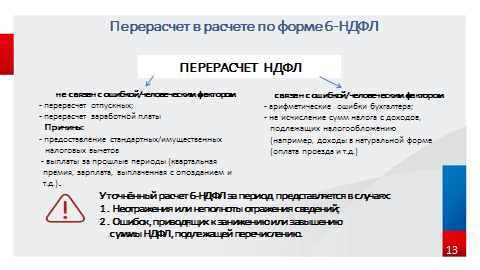 Перерасчет в расчете по форме 6-НДФЛ
ПЕРЕРАСЧЕТ НДФЛ
не связан с ошибкой/человеческим фактором
- перерасчет отпускных;
- перерасчет заработной платы
Причины:
- предоставление стандартных/имущественных
налоговых вычетов
- выплаты за прошлые периоды (квартальная
премия, зарплата, выплаченная с опозданием и
т.д.).
связан с ошибкой/человеческим фактором
- арифметические ошибки бухгалтера;
- не исчисление сумм налога с доходов,
подлежащих налогообложению
(например, доходы в натуральной форме
(оплата проезда и т.д.)
Уточнённый расчет 6-НДФЛ за период представляется в случаях:
1. Неотражения или неполноты отражения сведений;
2. Ошибок, приводящих к занижению или завышению
суммы НДФЛ, подлежащей перечислению.
13